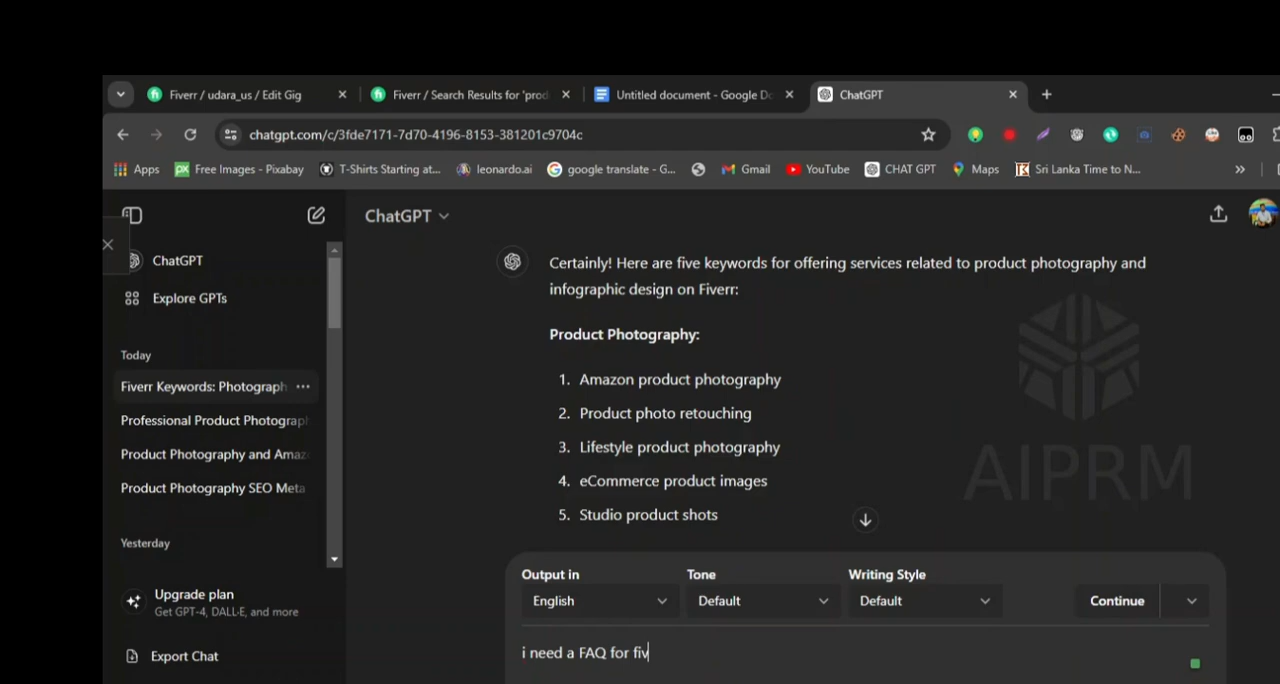 Fiverr / udara_us / Edit Gig
Fiverr / Search Results for 'prod
Untitled document - Google Do
ChatGPT
chatgpt.com/c/3fde7171-7d70-4196-8153-381201c9704c
Apps
Free Images - Pixabay
T-Shirts Starting at...
leonardo.ai
google translate - G...
Gmail
YouTube
CHAT GPT
Maps
Sri Lanka Time to N...
ChatGPT
ChatGPT
Explore GPTs
Today
Fiverr Keywords: Photograph
Professional Product Photograph
Product Photography and Amaz
Product Photography SEO Meta
Yesterday
Upgrade plan
Get GPT-4, DALL·E, and more
Export Chat
Certainly! Here are five keywords for offering services related to product photography and
infographic design on Fiverr:
Product Photography:
1. Amazon product photography
2. Product photo retouching
3. Lifestyle product photography
4. eCommerce product images
5. Studio product shots
AIPRM
Output in
Tone
Writing Style
English
Default
Default
Continue
i need a FAQ for fiv